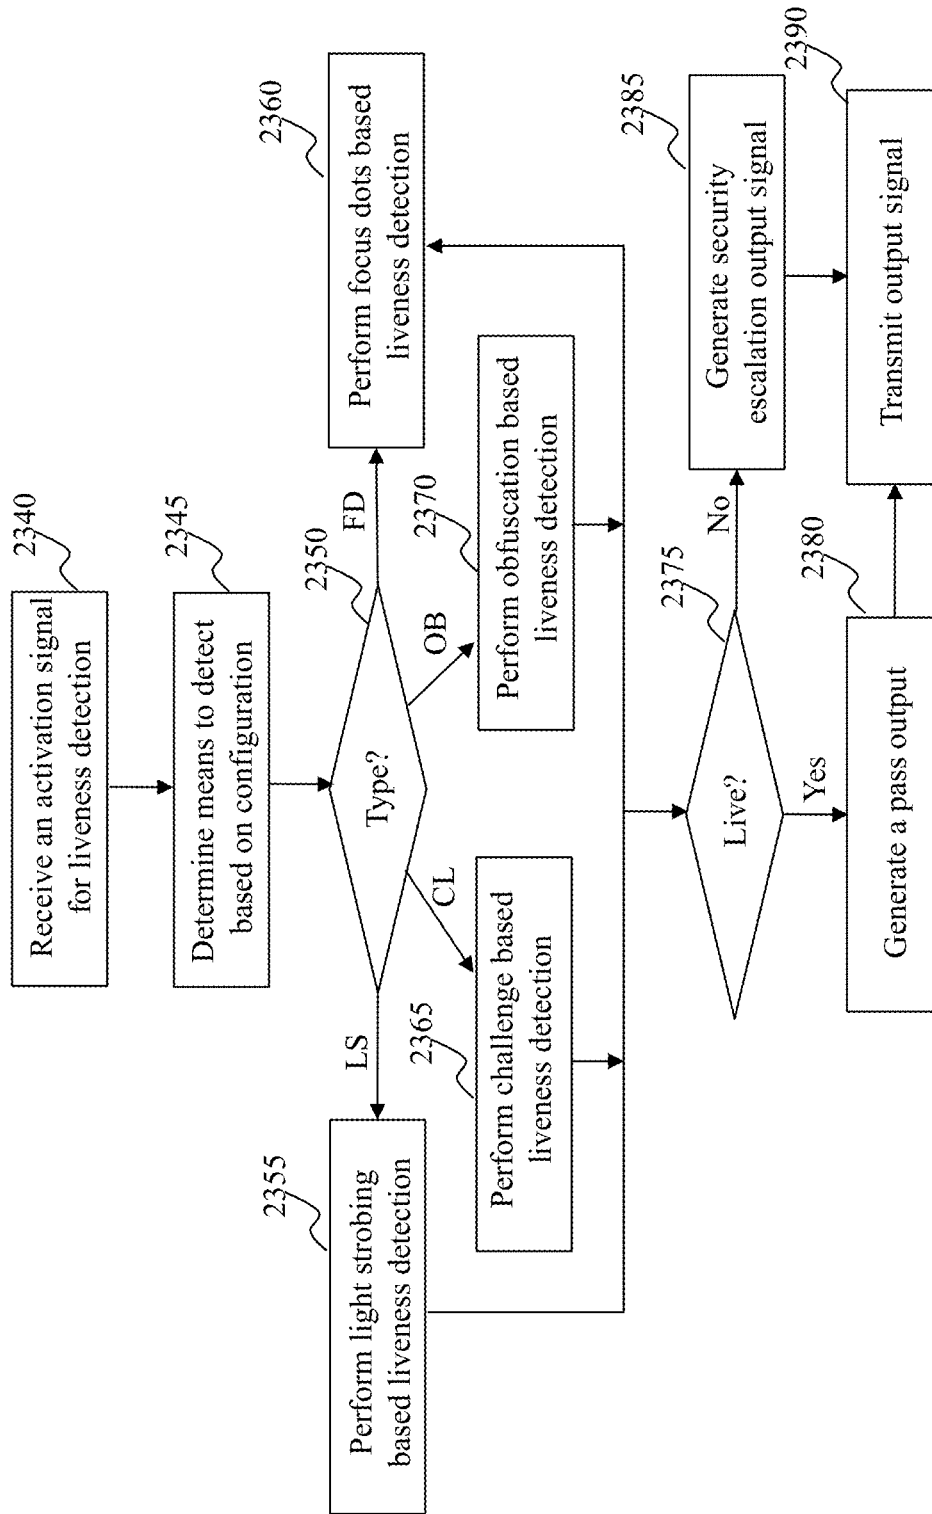 2340
Receive an activation signal
for liveness detection
2345
Determine means to detect
based on configuration
2350
Type?
LS
CL
OB
FD
2355
Perform light strobing
based liveness detection
2365
Perform challenge based
liveness detection
2370
Perform obfuscation based
liveness detection
2360
Perform focus dots based
liveness detection
2375
Live?
No
Yes
2385
Generate security
escalation output signal
2380
Generate a pass output
2390
Transmit output signal